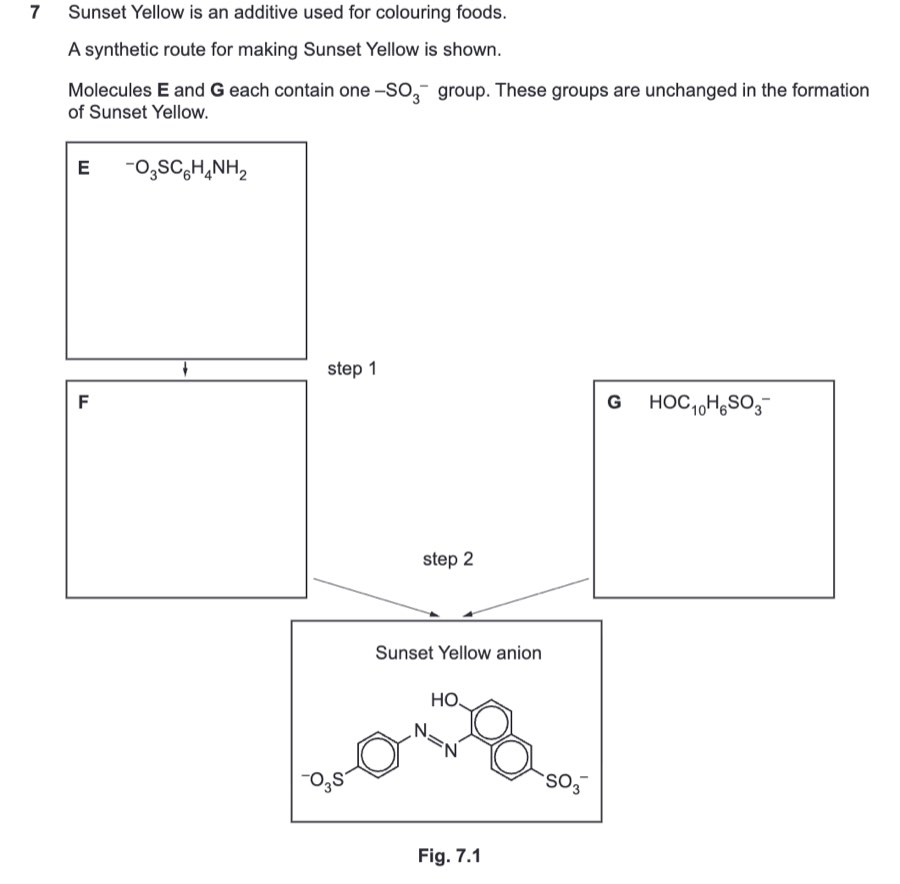 7 Sunset Yellow is an additive used for colouring foods.
A synthetic route for making Sunset Yellow is shown.
Molecules E and G each contain one –SO₃⁻ group. These groups are unchanged in the formation
of Sunset Yellow.
E ⁻O₃SC₆H₄NH₂
step 1
F
G HOC₁₀H₆SO₃⁻
step 2
Sunset Yellow anion
HO
N
N
⁻O₃S
SO₃⁻
Fig. 7.1